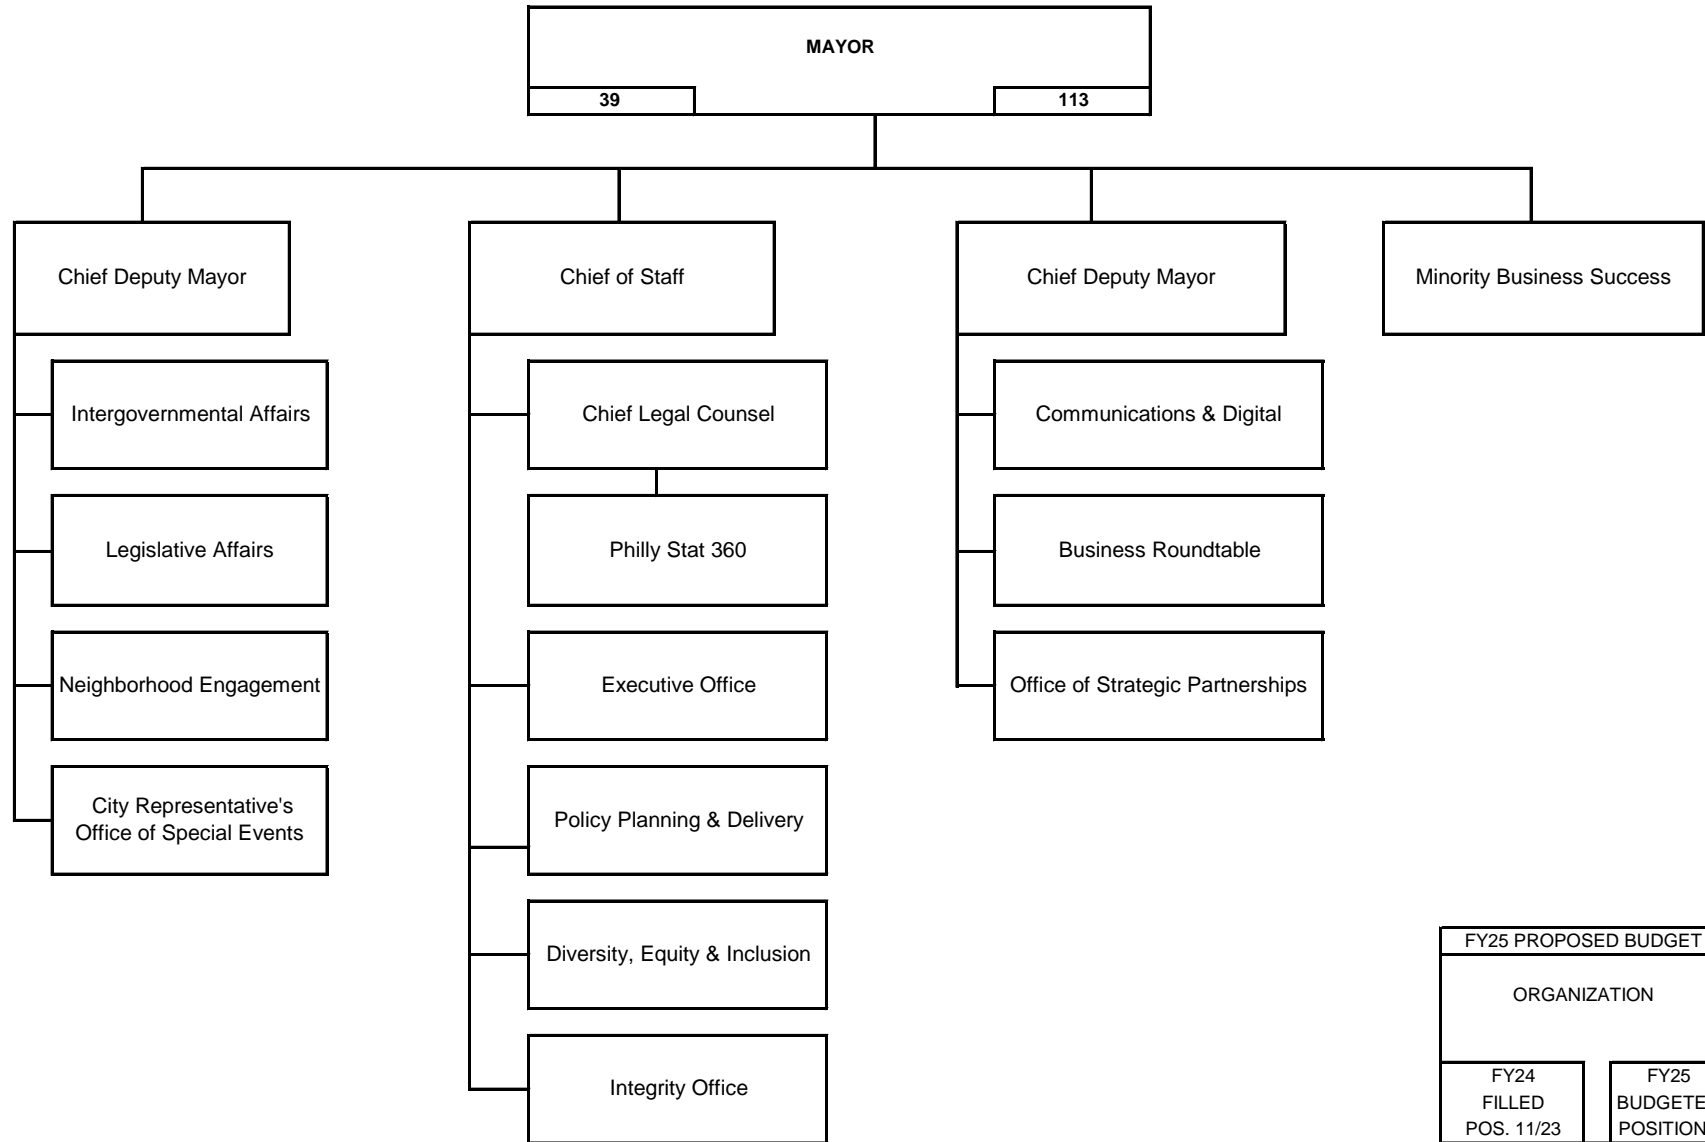 MAYOR
39
113
Chief Deputy Mayor
Chief of Staff
Chief Deputy Mayor
Minority Business Success
Intergovernmental Affairs
Chief Legal Counsel
Communications & Digital
Legislative Affairs
Philly Stat 360
Business Roundtable
Neighborhood Engagement
Executive Office
Office of Strategic Partnerships
City Representative's
Office of Special Events
Policy Planning & Delivery
Diversity, Equity & Inclusion
Integrity Office
FY25 PROPOSED BUDGET
ORGANIZATION
FY24
FILLED
POS. 11/23
FY25
BUDGETE
POSITION